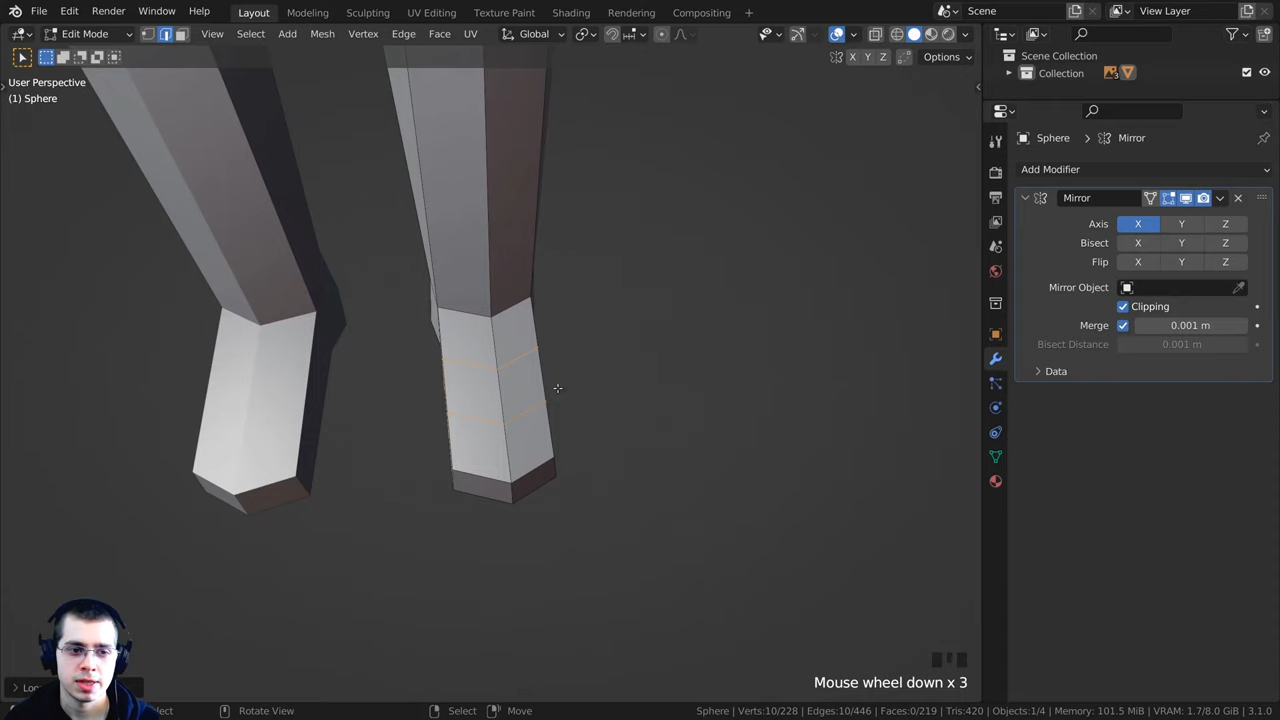 File Edit Render Window Help Layout Modeling Sculpting UV Editing Texture Paint Shading Rendering Compositing Scene View Layer
Edit Mode View Select Add Mesh Vertex Edge Face UV Global
X Y Z Options
User Perspective
(1) Sphere
Scene Collection
Collection 3
Sphere > Mirror
Add Modifier
Mirror
Axis X Y Z
Bisect X Y Z
Flip X Y Z
Mirror Object
Clipping
Merge 0.001 m
Bisect Distance 0.001 m
Data
Mouse wheel down x 3
Rotate View Select Move Sphere | Verts:10/228 | Edges:10/446 | Faces:0/219 | Tris:420 | Objects:1/4 | Memory: 101.5 MiB | VRAM: 1.7/8.0 GiB | 3.1.0